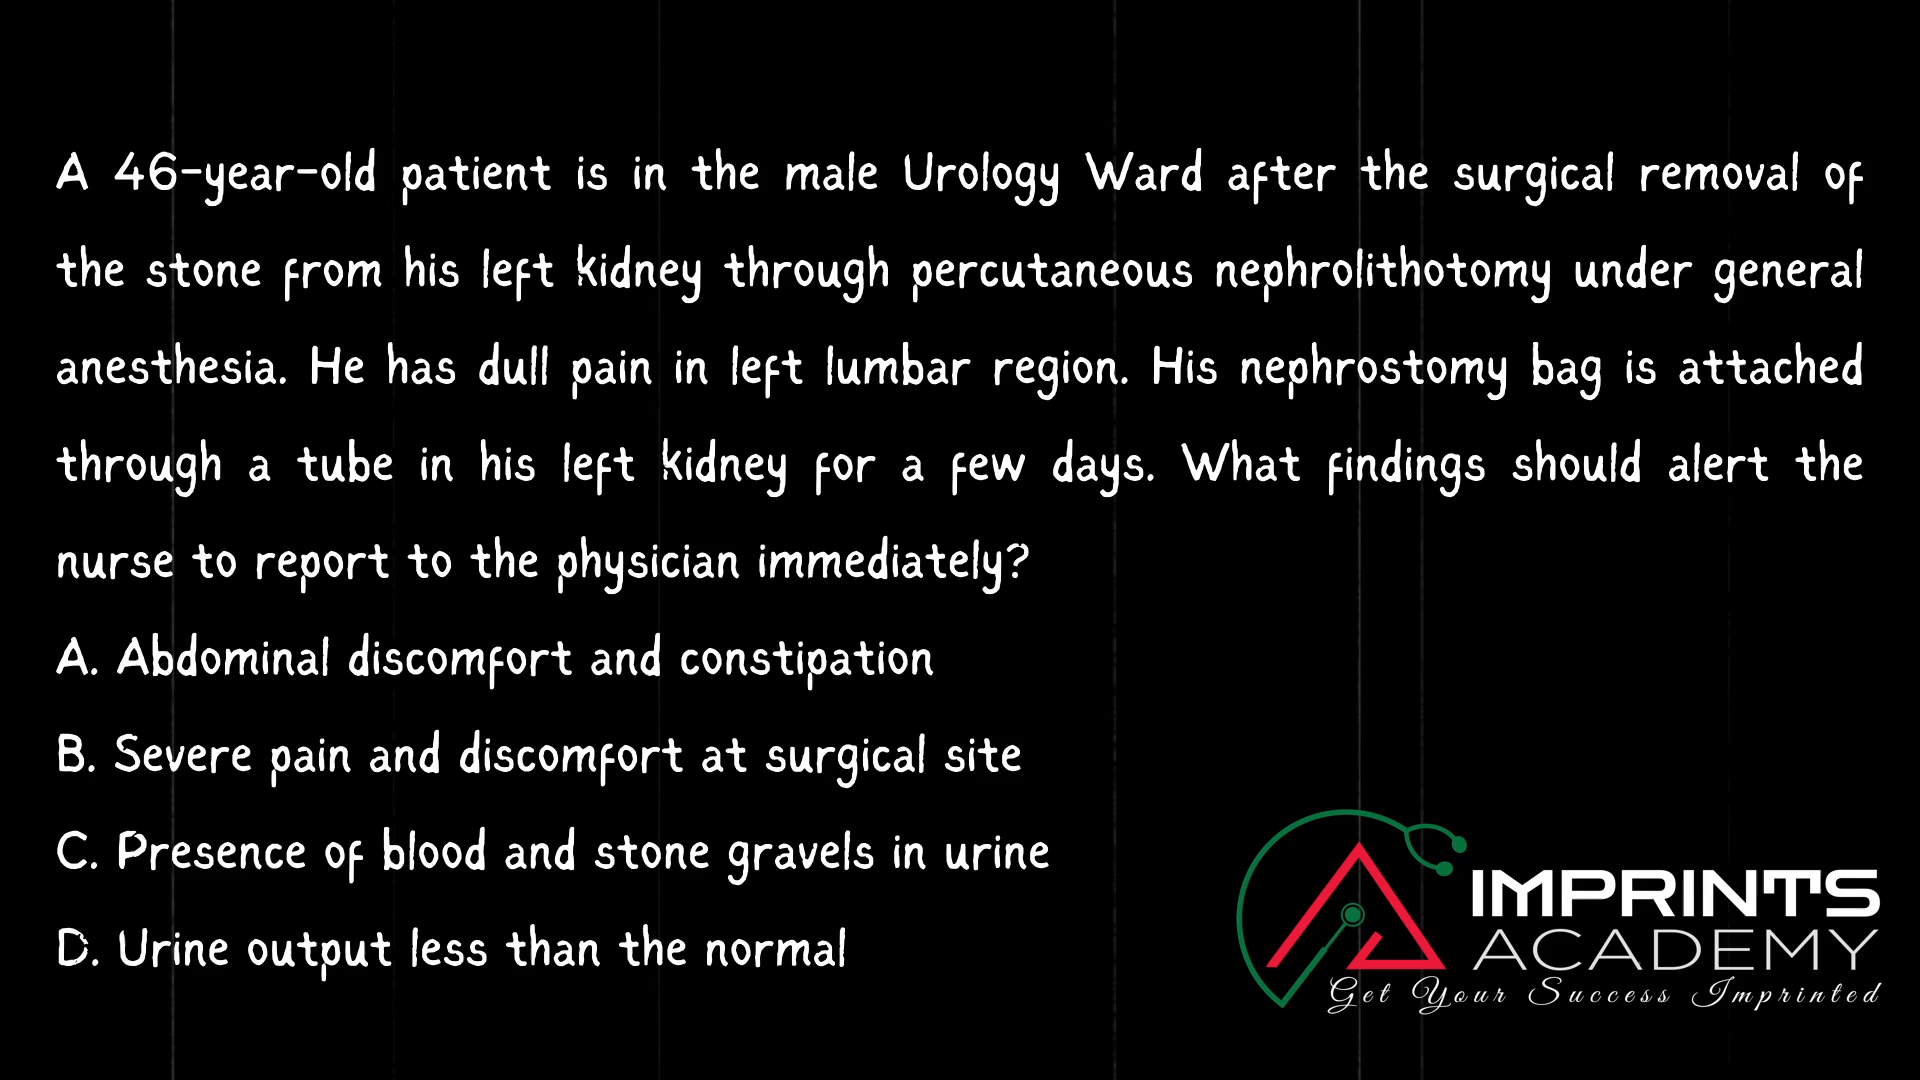 A 46-year-old patient is in the male Urology Ward after the surgical removal of
the stone from his left kidney through percutaneous nephrolithotomy under general
anesthesia. He has dull pain in left lumbar region. His nephrostomy bag is attached
through a tube in his left kidney for a few days. What findings should alert the
nurse to report to the physician immediately?
A. Abdominal discomfort and constipation
B. Severe pain and discomfort at surgical site
C. Presence of blood and stone gravels in urine
D. Urine output less than the normal
IMPRINTS
ACADEMY
Get Your Success Imprinted